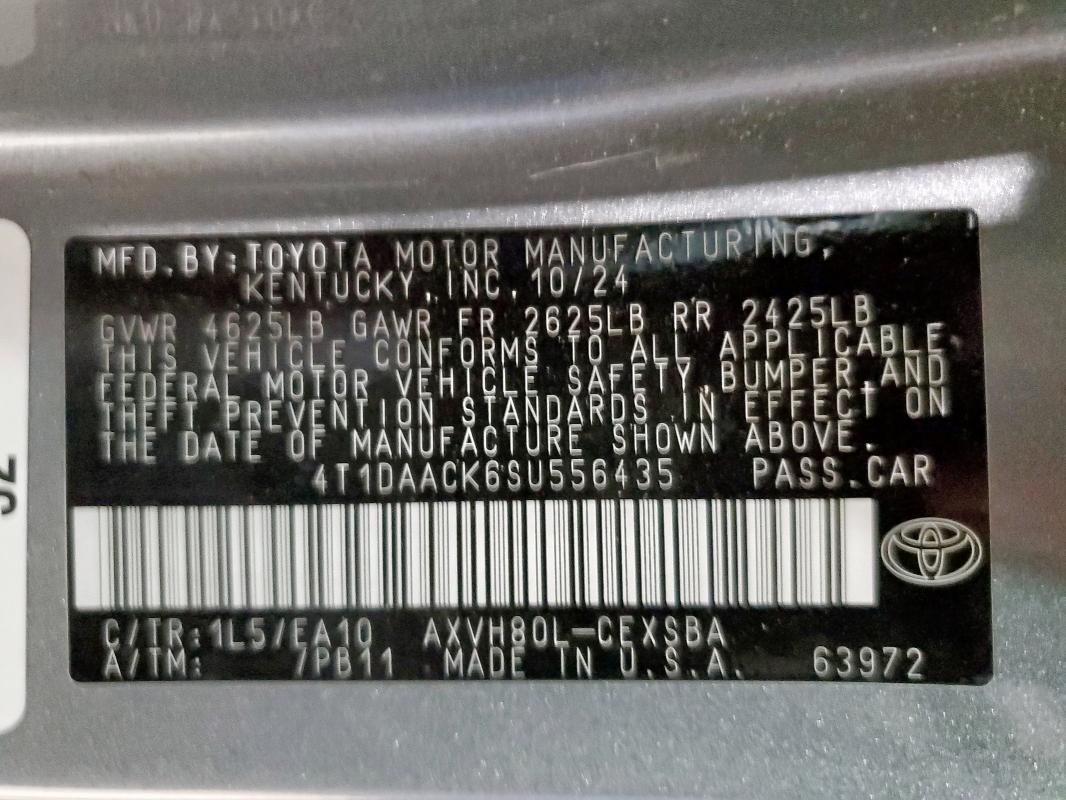 MFD.BY:TOYOTA MOTOR MANUFACTURING,
KENTUCKY, INC. 10/24
GVWR 4625LB GAWR FR 2625LB RR 2425LB
THIS VEHICLE CONFORMS TO ALL APPLICABLE
FEDERAL MOTOR VEHICLE SAFETY, BUMPER, AND
THEFT PREVENTION STANDARDS IN EFFECT ON
THE DATE OF MANUFACTURE SHOWN ABOVE.
4T1DAACK6SU556435 PASS.CAR
C/TR:1L5/EA10 AXVH80L-CEXSBA
A/TM: /PB11 MADE IN U.S.A. 63972